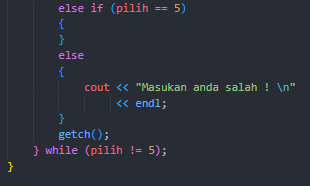 else if (pilih == 5)
{
}
else
{
cout << "Masukan anda salah ! \n"
<< endl;
}
getch();
} while (pilih != 5);
}